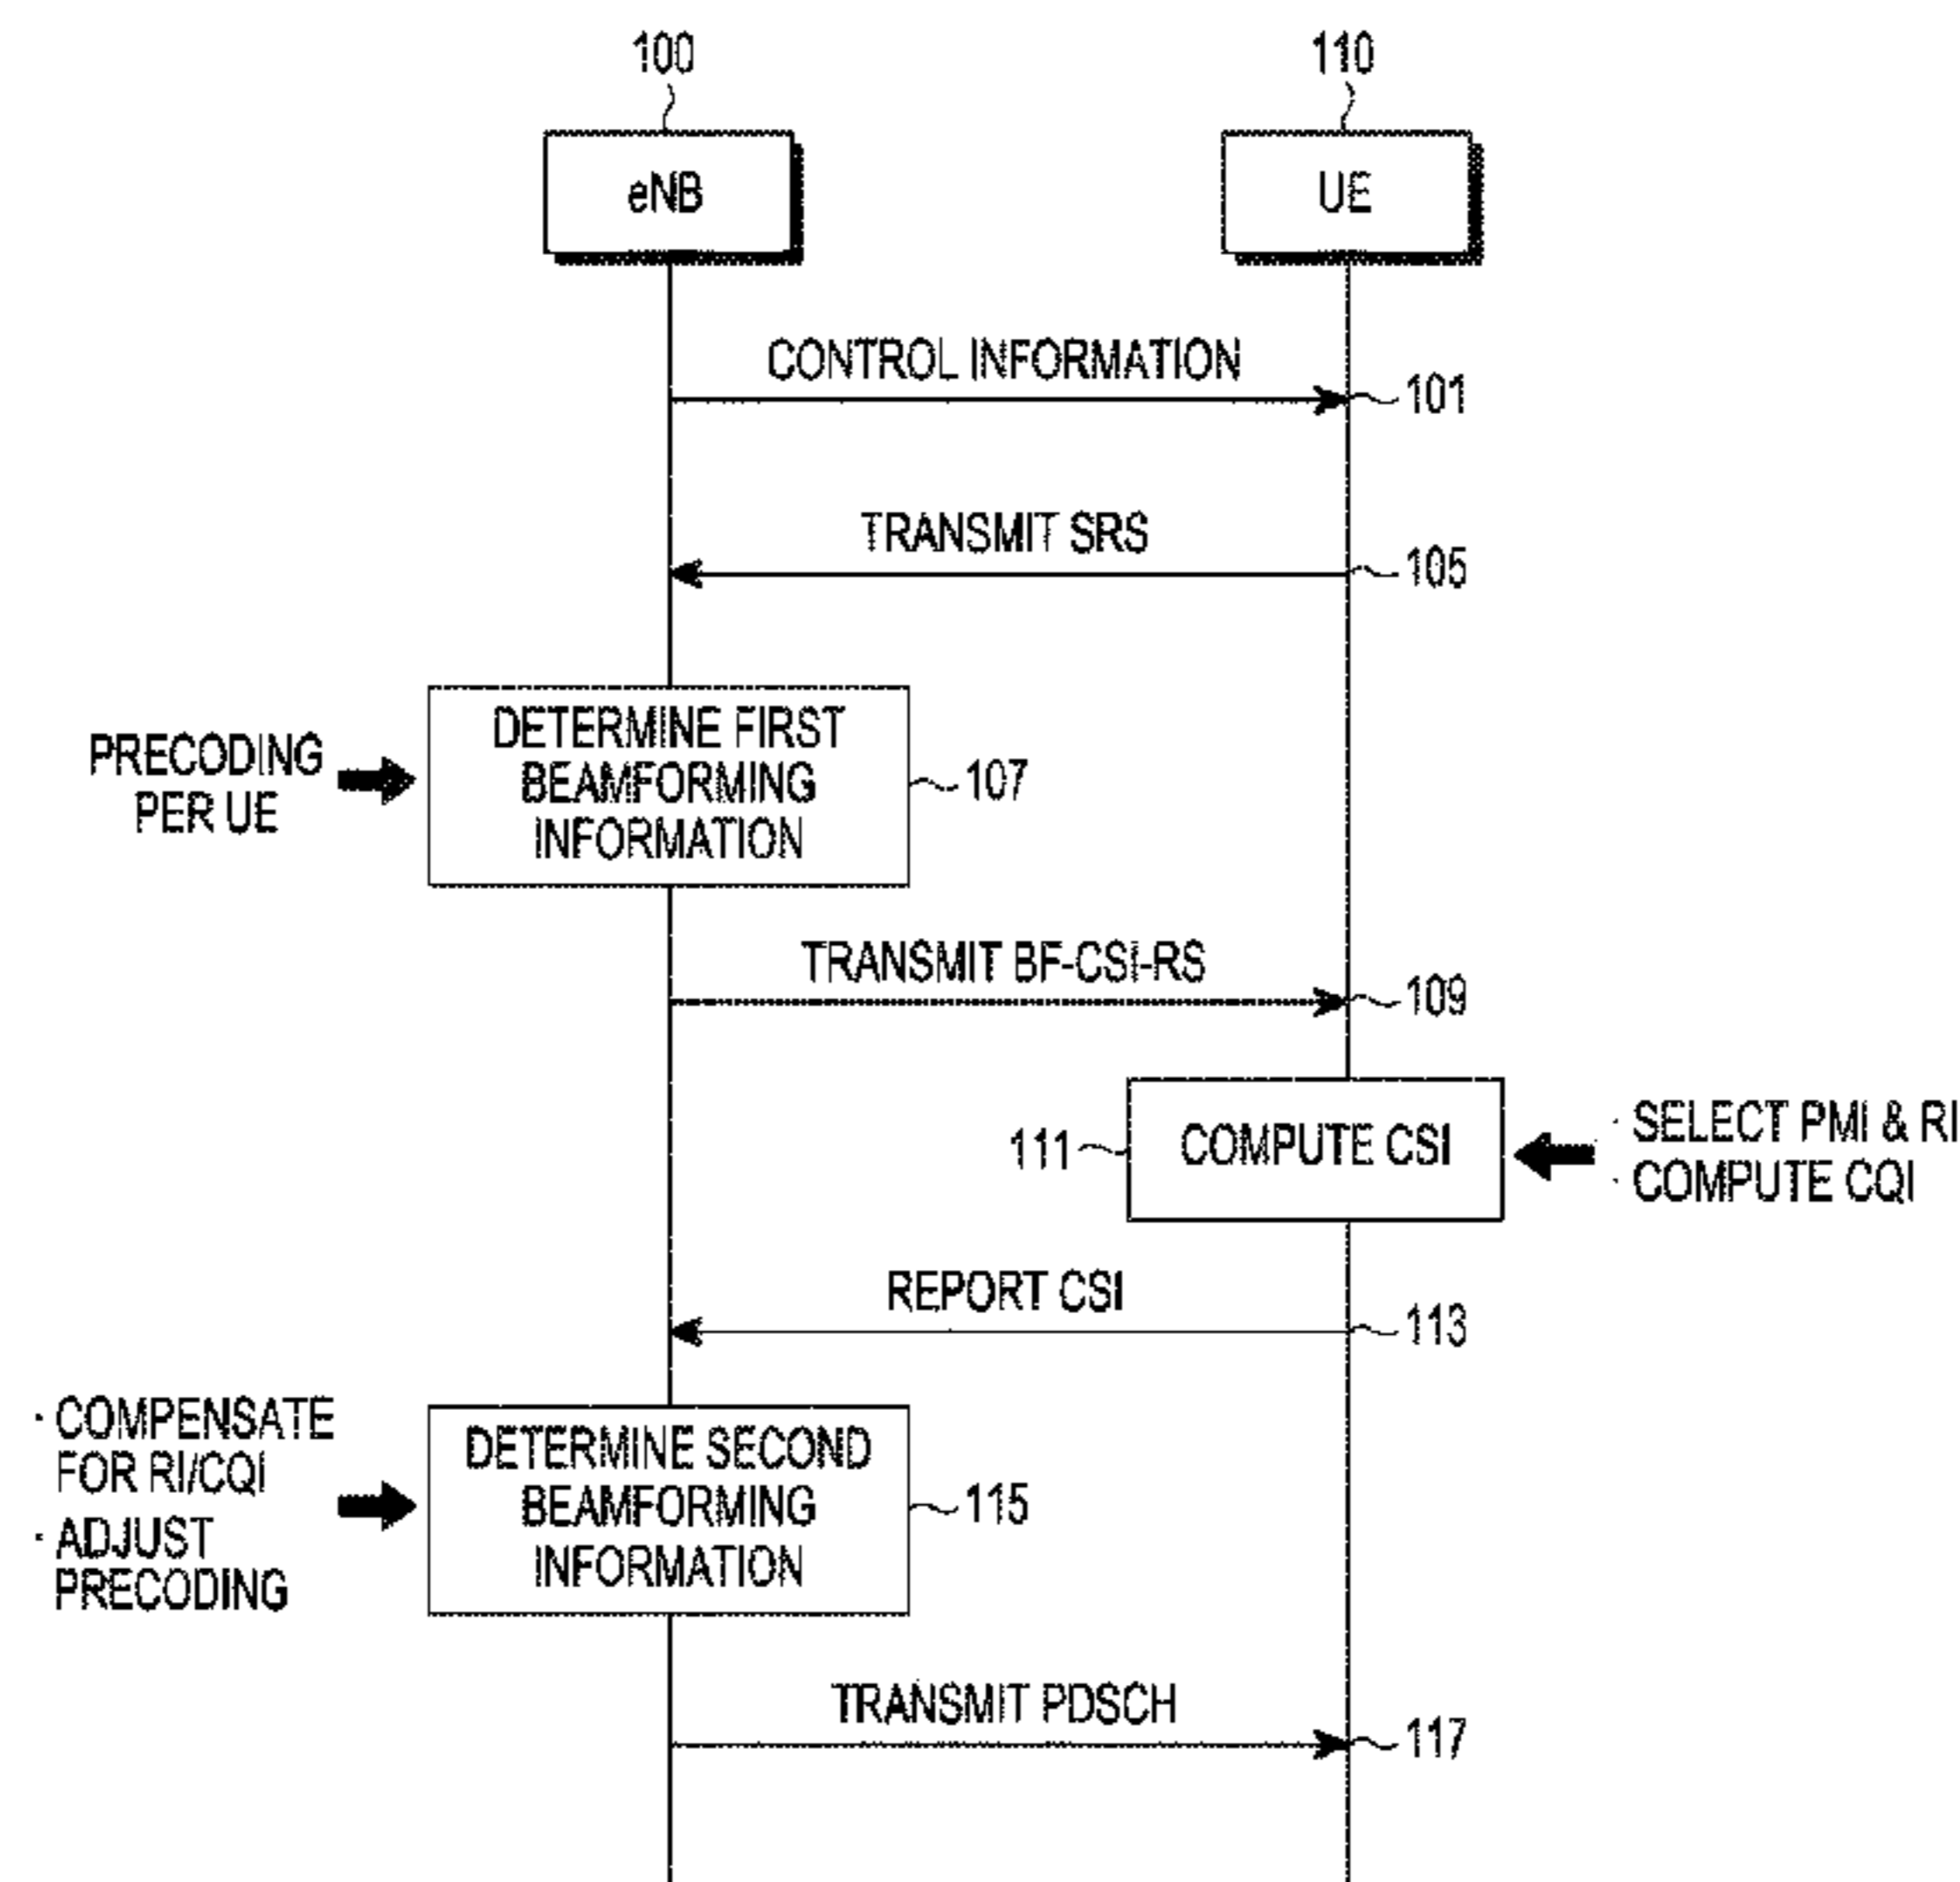 100
110
eNB
UE
CONTROL INFORMATION
101
TRANSMIT SRS
105
PRECODING
PER UE
DETERMINE FIRST
BEAMFORMING
INFORMATION
107
TRANSMIT BF-CSI-RS
109
111
COMPUTE CSI
· SELECT PMI & RI
· COMPUTE CQI
REPORT CSI
113
· COMPENSATE
FOR RI/CQI
· ADJUST
PRECODING
DETERMINE SECOND
BEAMFORMING
INFORMATION
115
TRANSMIT PDSCH
117